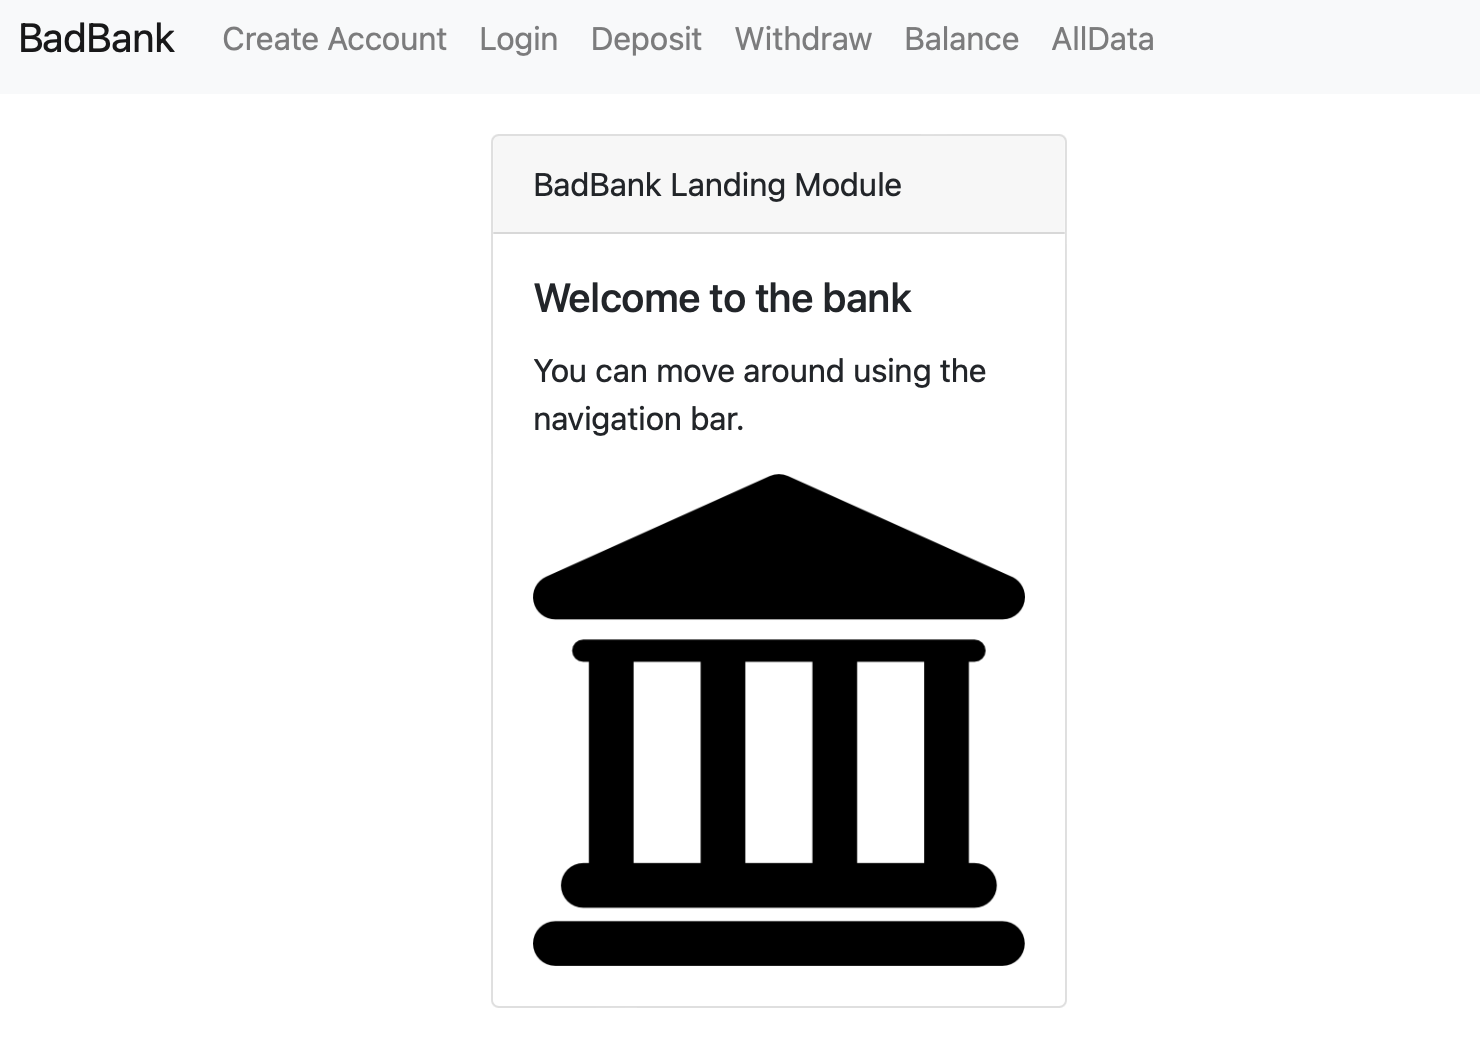 BadBank Create Account Login Deposit Withdraw Balance AllData
BadBank Landing Module
Welcome to the bank
You can move around using the
navigation bar.